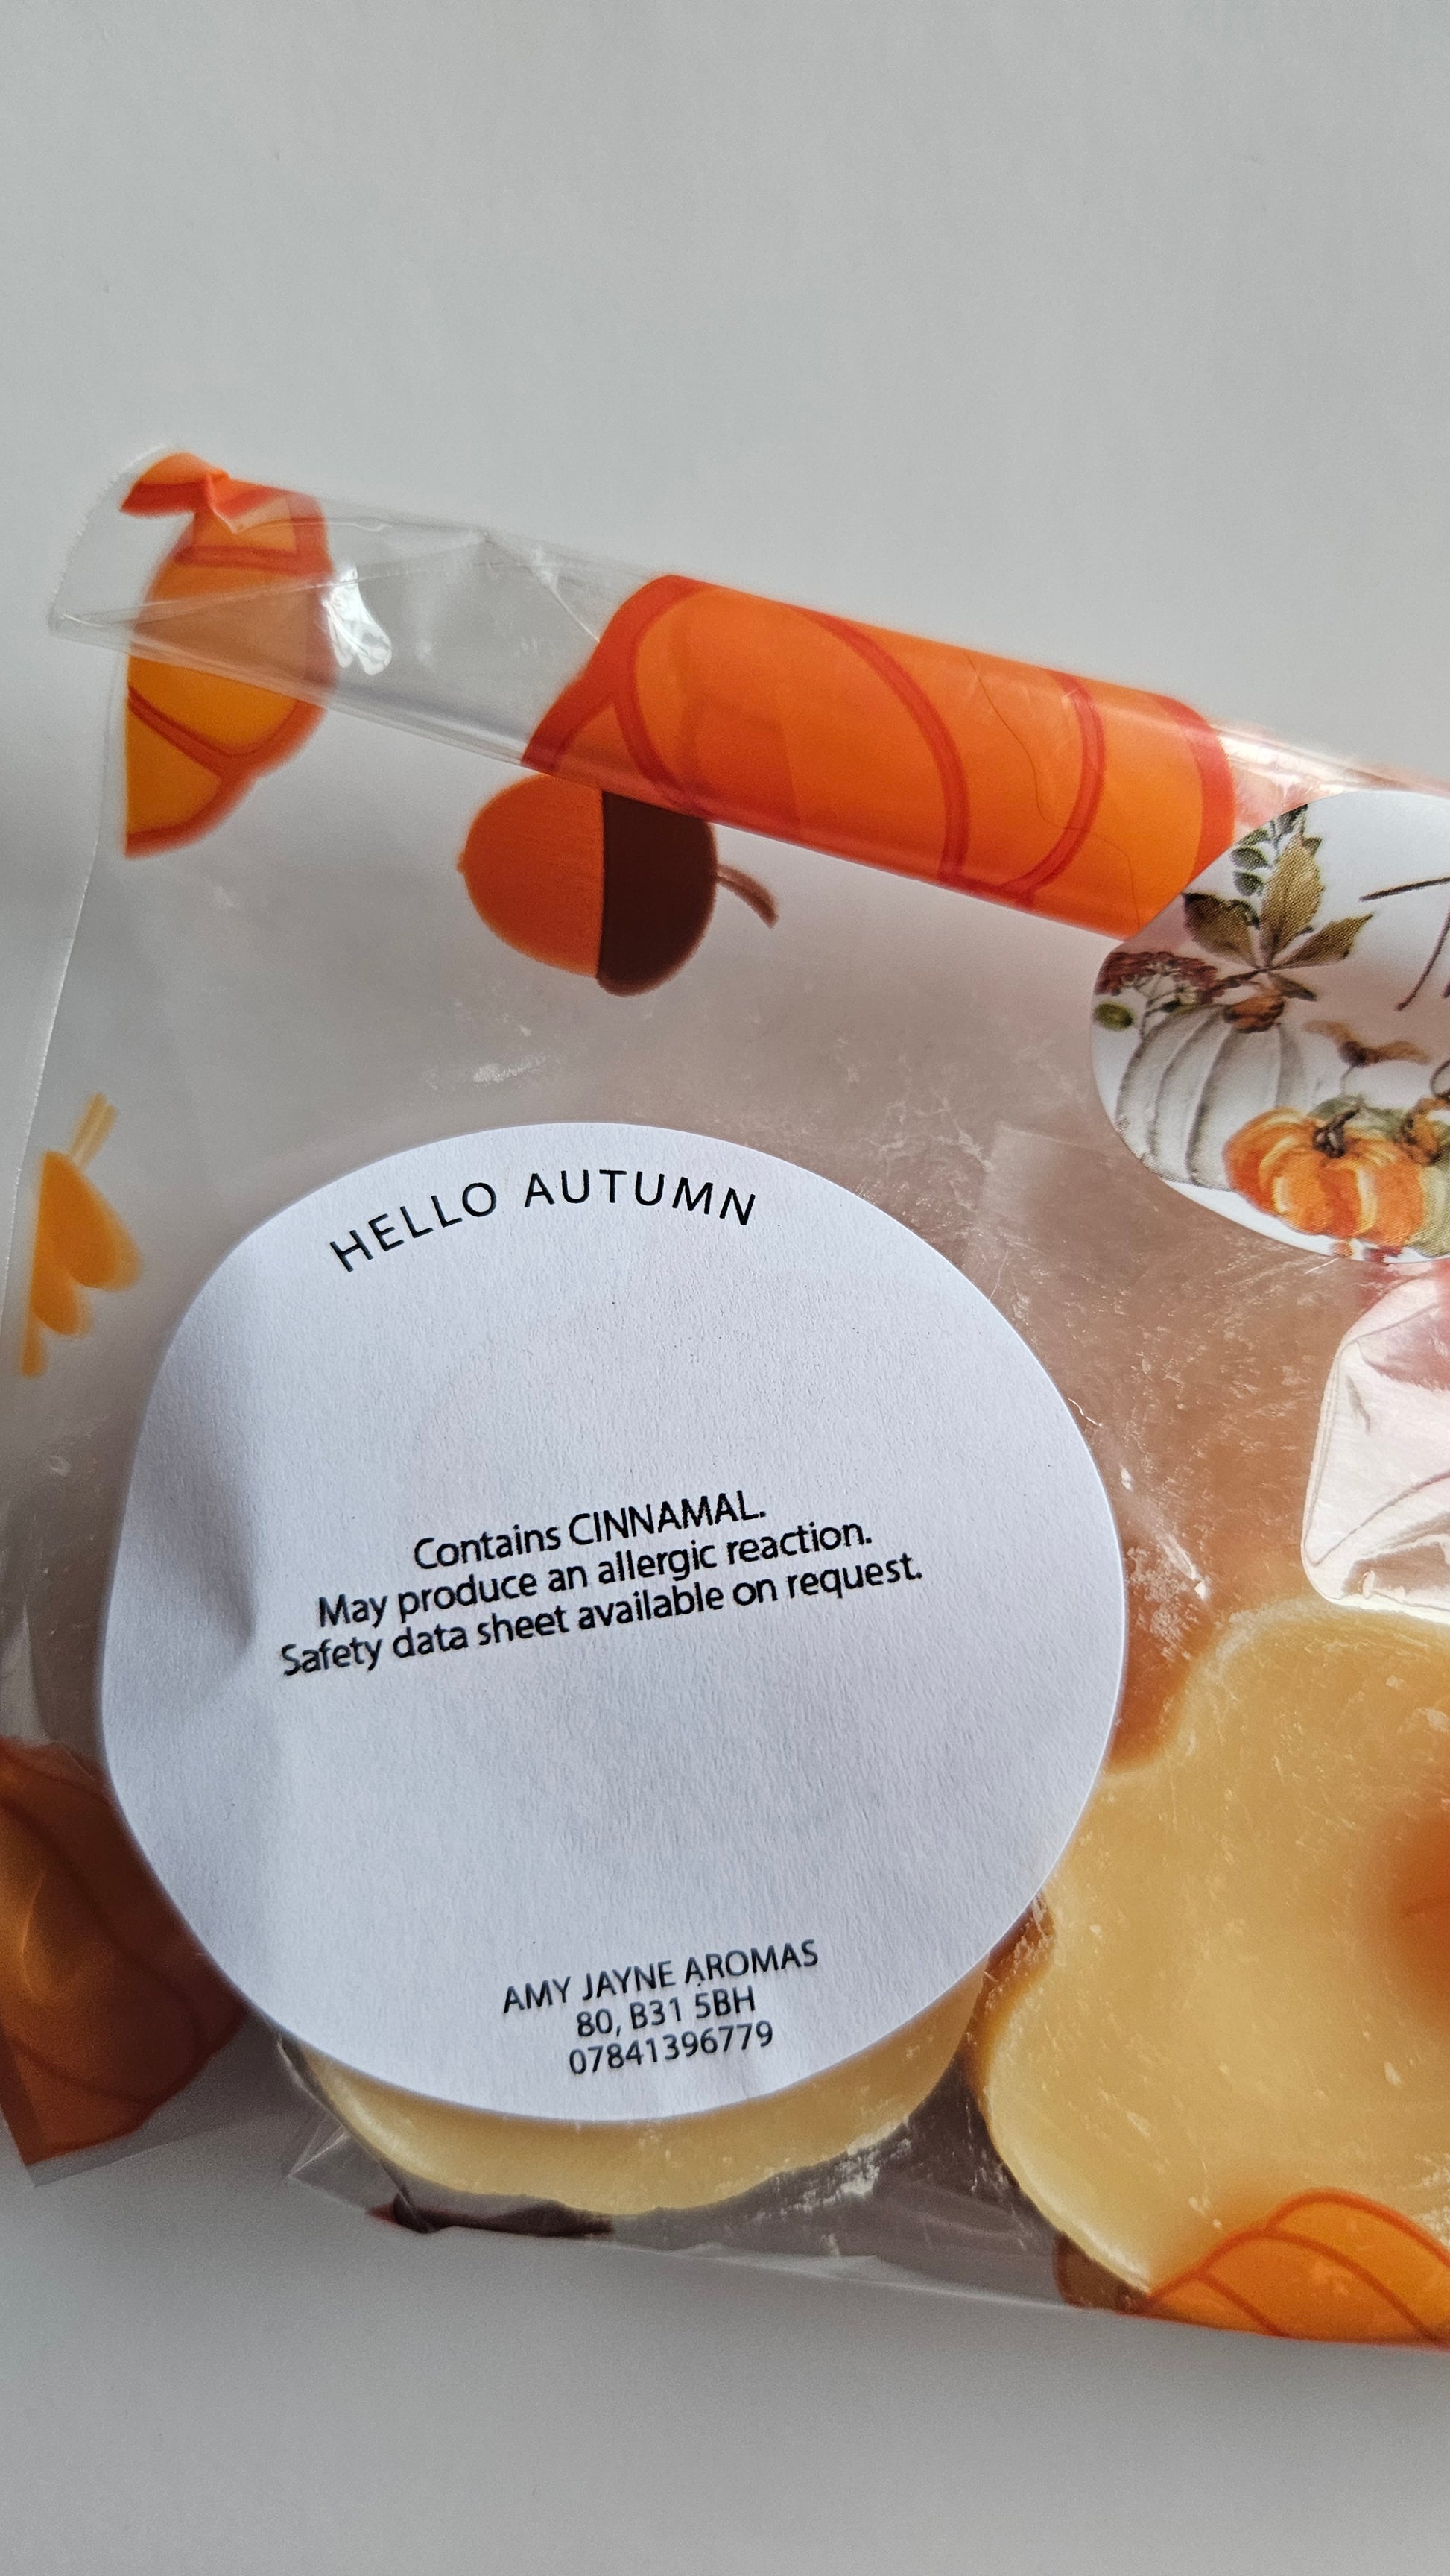 HELLO AUTUMN
Contains CINNAMAL.
May produce an allergic reaction.
Safety data sheet available on request.
AMY JAYNE AROMAS
80, B31 5BH
07841396779